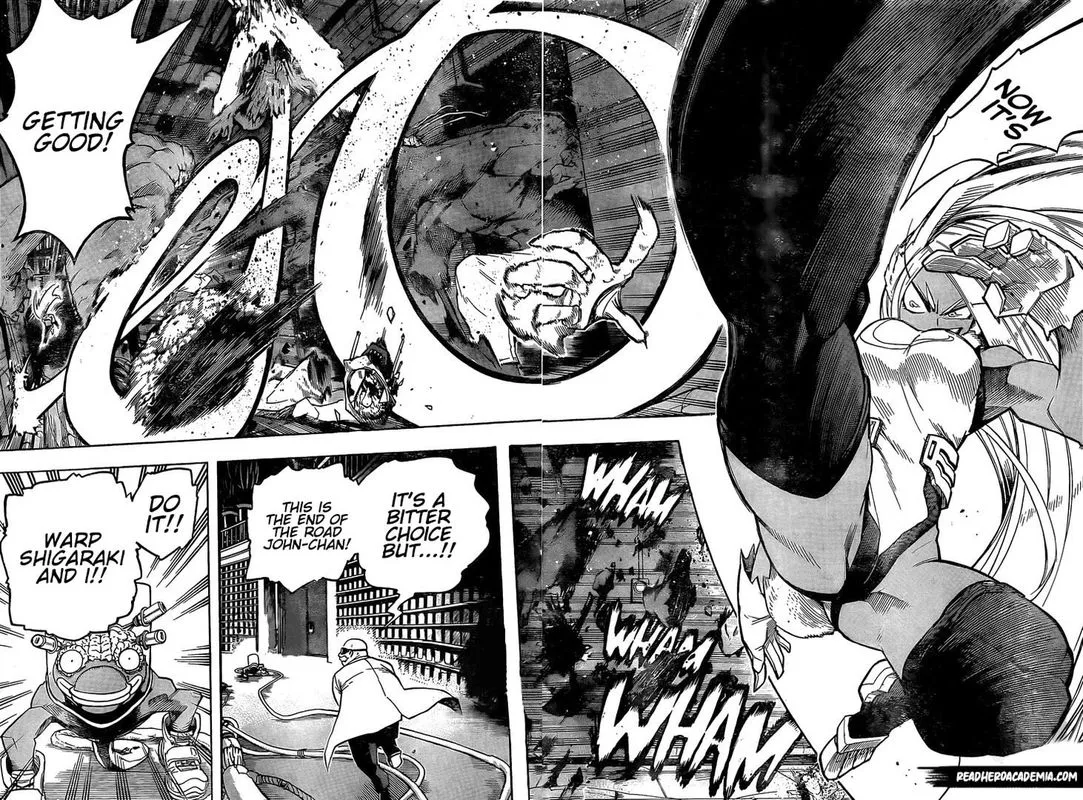 NOW
IT'S
GETTING
GOOD!
WHAM
WHAM
WHAM
IT'S A
BITTER
CHOICE
BUT...!!
THIS IS
THE END OF
THE ROAD
JOHN-CHAN!
DO
IT!!
WARP
SHIGARAKI
AND I!!
READHEROACADEMIA.COM